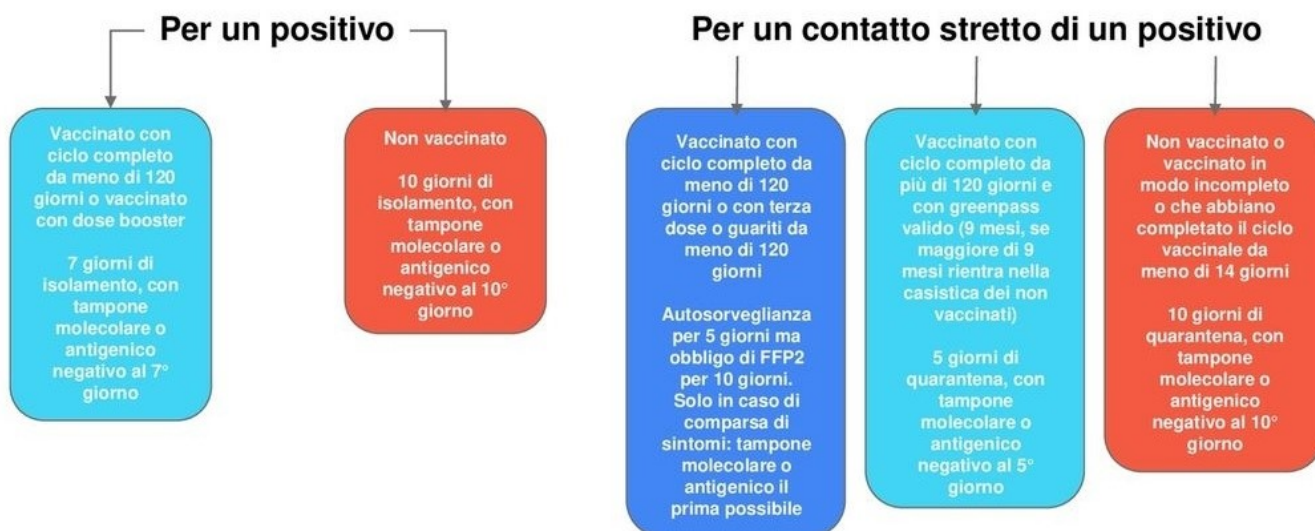 Per un positivo
Vaccinato con
ciclo completo
da meno di 120
giorni o vaccinato
con dose booster
7 giorni di
isolamento, con
tampone
molecolare o
antigenico
negativo al 7°
giorno
Non vaccinato
10 giorni di
isolamento, con
tampone
molecolare o
antigenico
negativo al 10°
giorno
Per un contatto stretto di un positivo
Vaccinato con
ciclo completo da
meno di 120
giorni o con terza
dose o guariti da
meno di 120
giorni
Autosorveglianza
per 5 giorni ma
obbligo di FFP2
per 10 giorni.
Solo in caso di
comparsa di
sintomi: tampone
molecolare o
antigenico il
prima possibile
Vaccinato con
ciclo completo da
più di 120 giorni e
con greenpass
valido (9 mesi, se
maggiore di 9
mesi rientra nella
casistica dei non
vaccinati)
5 giorni di
quarantena, con
tampone
molecolare o
antigenico
negativo al 5°
giorno
Non vaccinato o
vaccinato in
modo incompleto
o che abbiano
completato il ciclo
vaccinale da
meno di 14 giorni
10 giorni di
quarantena, con
tampone
molecolare o
antigenico
negativo al 10°
giorno